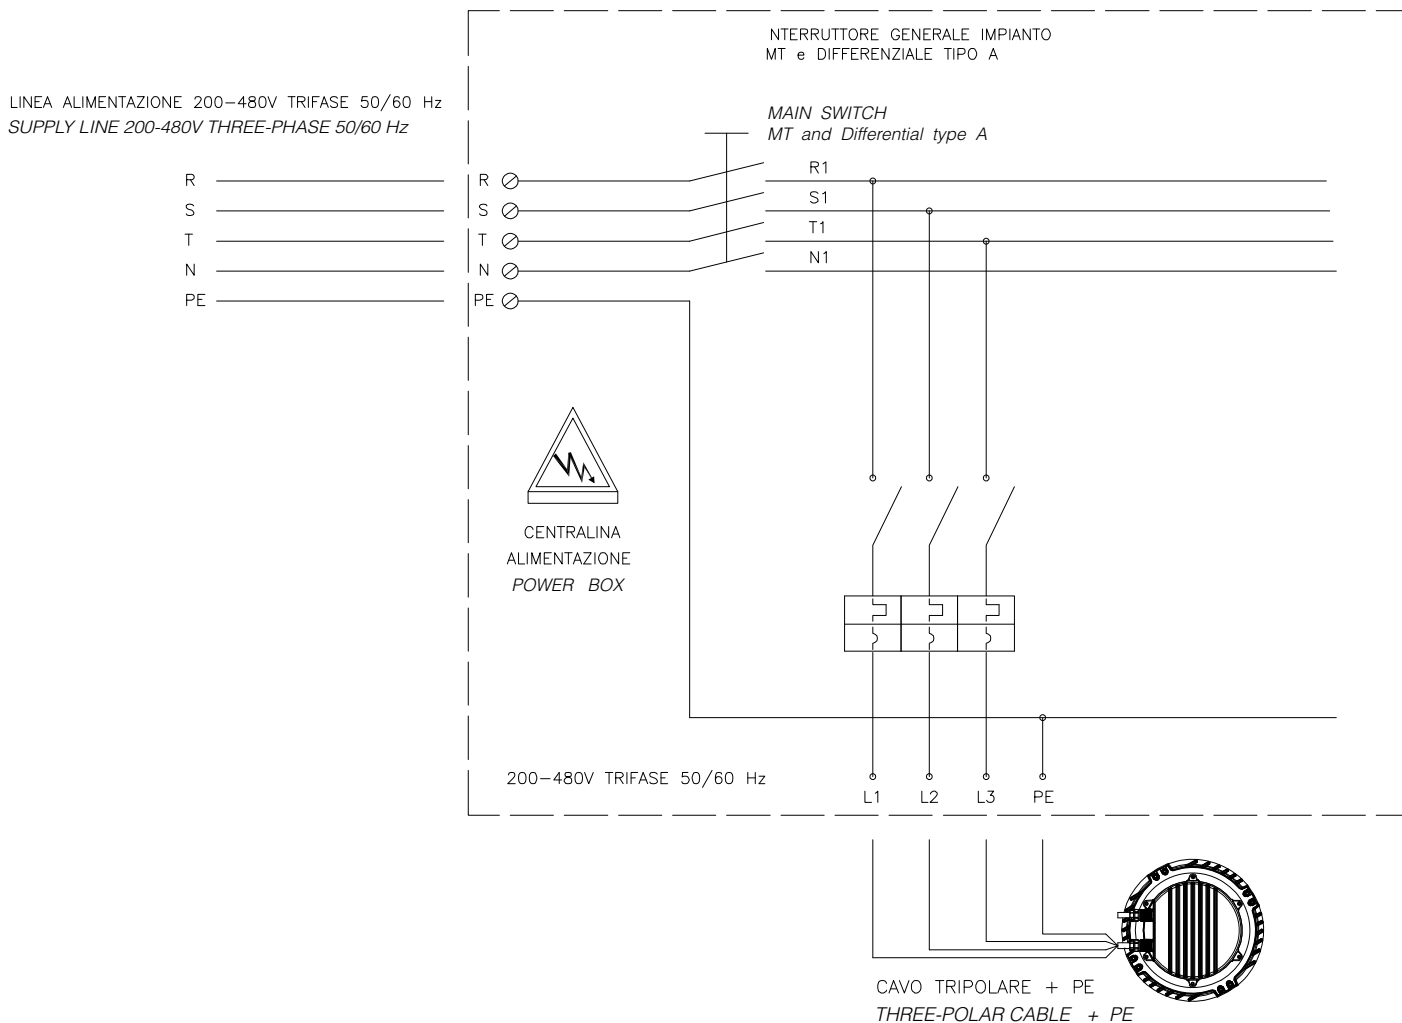 NTERRUTTORE GENERALE IMPIANTO
MT e DIFFERENZIALE TIPO A
LINEA ALIMENTAZIONE 200-480V TRIFASE 50/60 Hz
SUPPLY LINE 200-480V THREE-PHASE 50/60 Hz
MAIN SWITCH
MT and Differential type A
R R R1
S S S1
T T T1
N N N1
PE PE
CENTRALINA
ALIMENTAZIONE
POWER BOX
200-480V TRIFASE 50/60 Hz
L1 L2 L3 PE
CAVO TRIPOLARE + PE
THREE-POLAR CABLE + PE